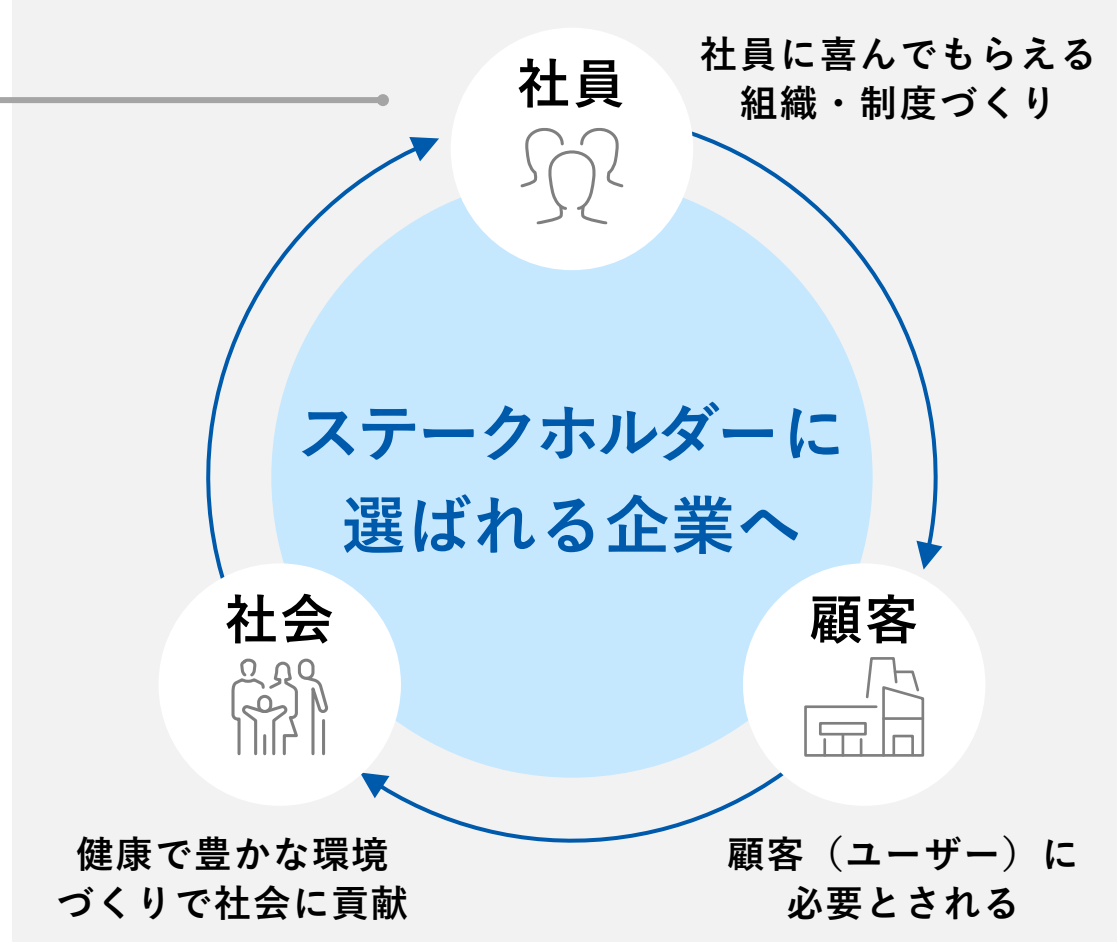 社員
社員に喜んでもらえる
組織・制度づくり
ステークホルダーに
選ばれる企業へ
社会
顧客
健康で豊かな環境
づくりで社会に貢献
顧客（ユーザー）に
必要とされる